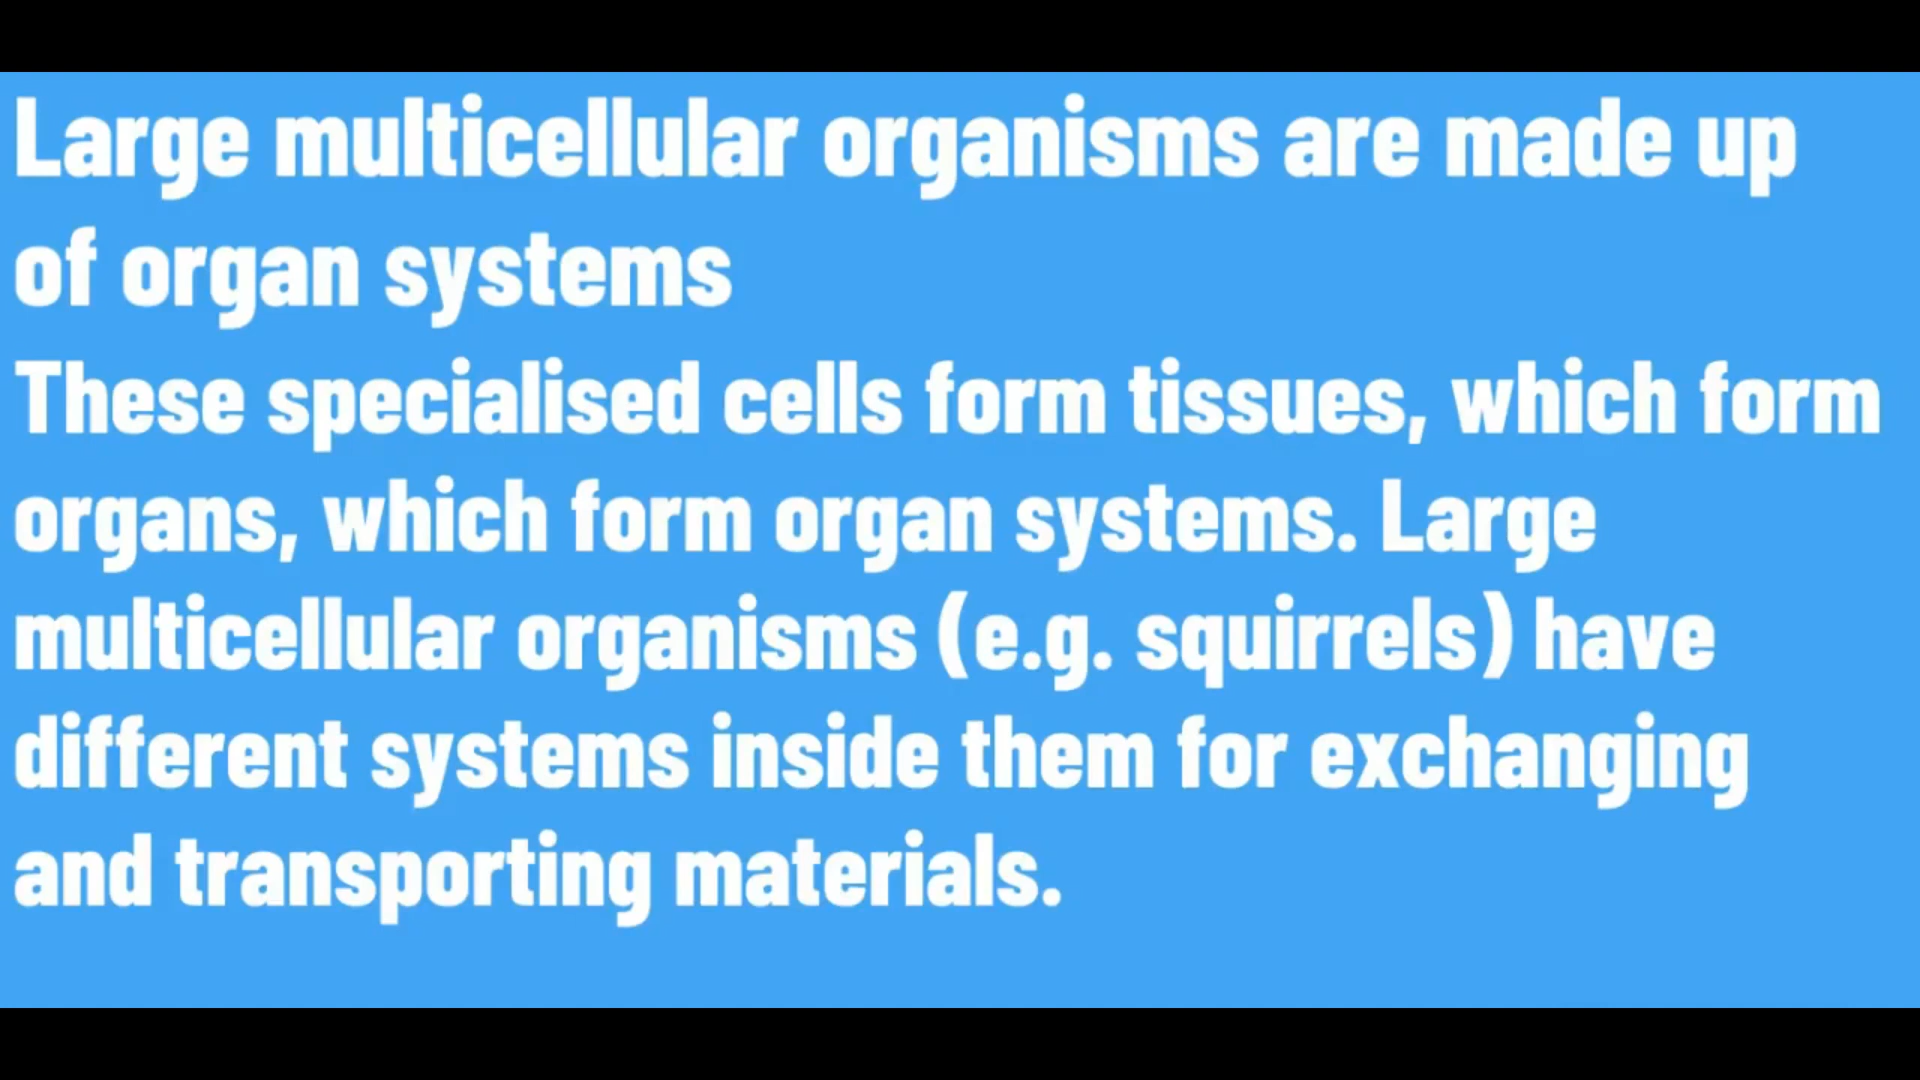 Large multicellular organisms are made up
of organ systems
These specialised cells form tissues, which form
organs, which form organ systems. Large
multicellular organisms (e.g. squirrels) have
different systems inside them for exchanging
and transporting materials.